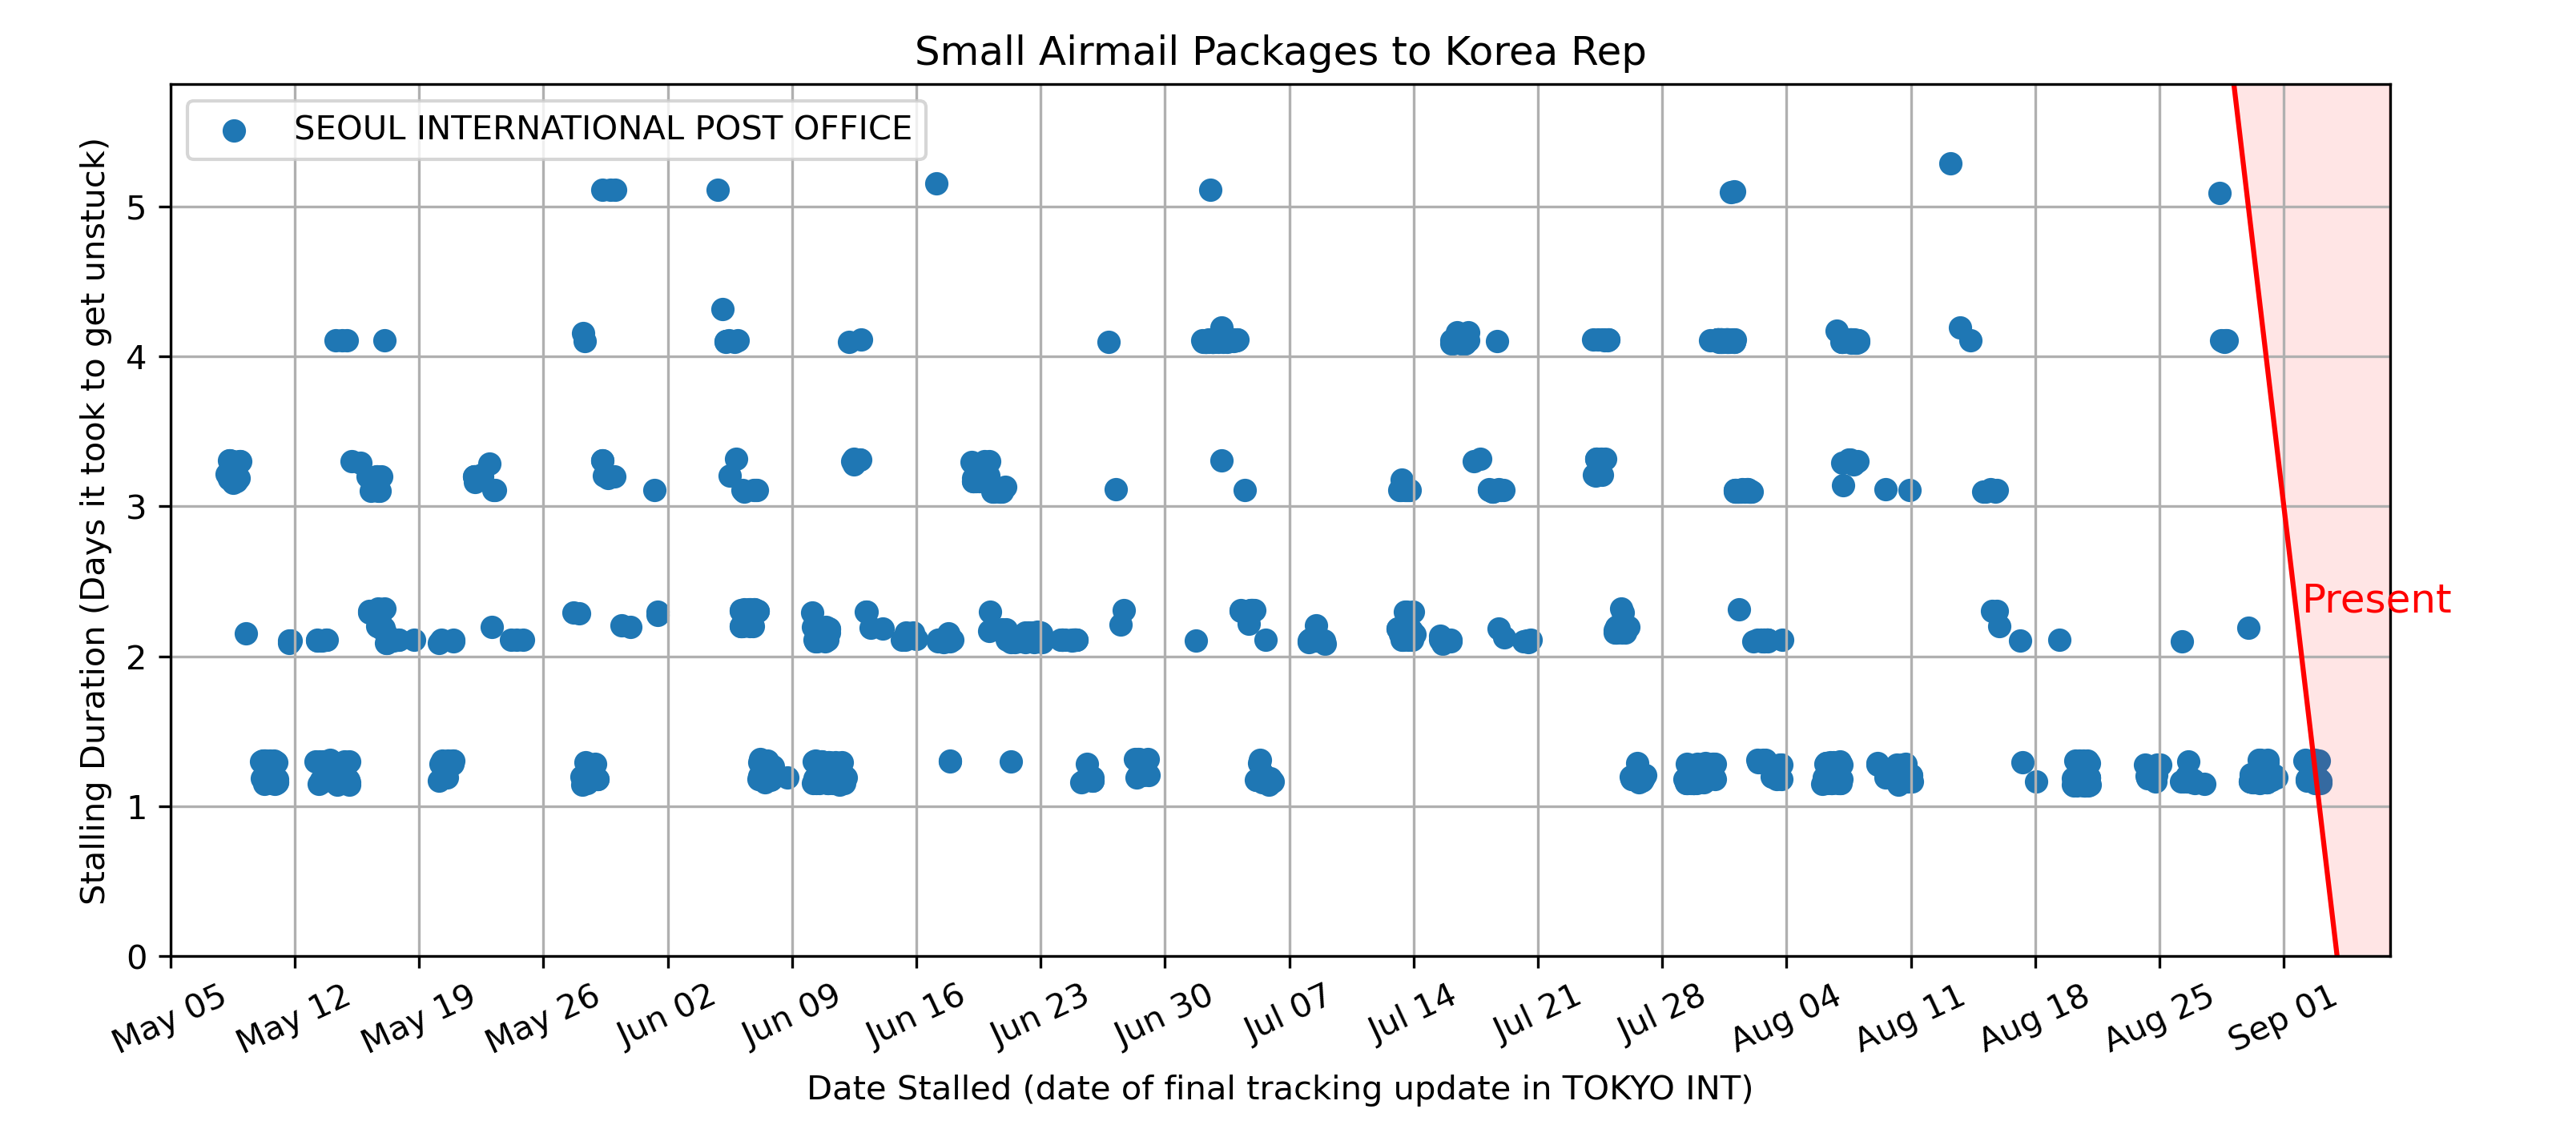 Small Airmail Packages to Korea Rep
SEOUL INTERNATIONAL POST OFFICE
Stalling Duration (Days it took to get unstuck)
5
4
3
2
1
0
Present
May 05
May 12
May 19
May 26
Jun 02
Jun 09
Jun 16
Jun 23
Jun 30
Jul 07
Jul 14
Jul 21
Jul 28
Aug 04
Aug 11
Aug 18
Aug 25
Sep 01
Date Stalled (date of final tracking update in TOKYO INT)